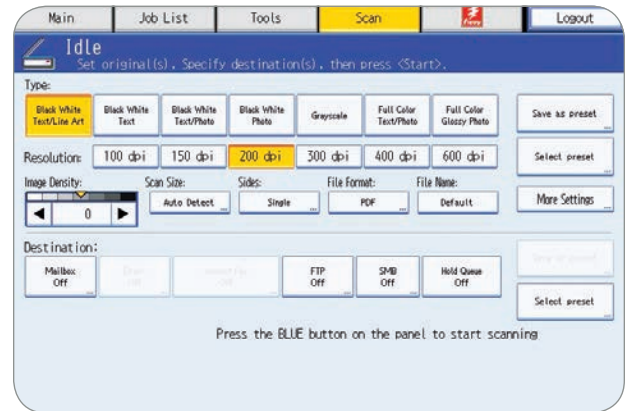 Main Job List Tools Scan Fiery Logout
Idle
Set original(s). Specify destination(s), then press <Start>.
Type:
Black White Text/Line Art
Black White Text
Black White Text/Photo
Black White Photo
Grayscale
Full Color Text/Photo
Full Color Glossy Photo
Save as preset
Resolution: 100 dpi 150 dpi 200 dpi 300 dpi 400 dpi 600 dpi Select preset
Image Density: Scan Size: Sides: File Format: File Name:
0 Auto Detect Single PDF Default More Settings
Destination:
Mailbox Off
FTP Off
SMB Off
Hold Queue Off
Select preset
Press the BLUE button on the panel to start scanning